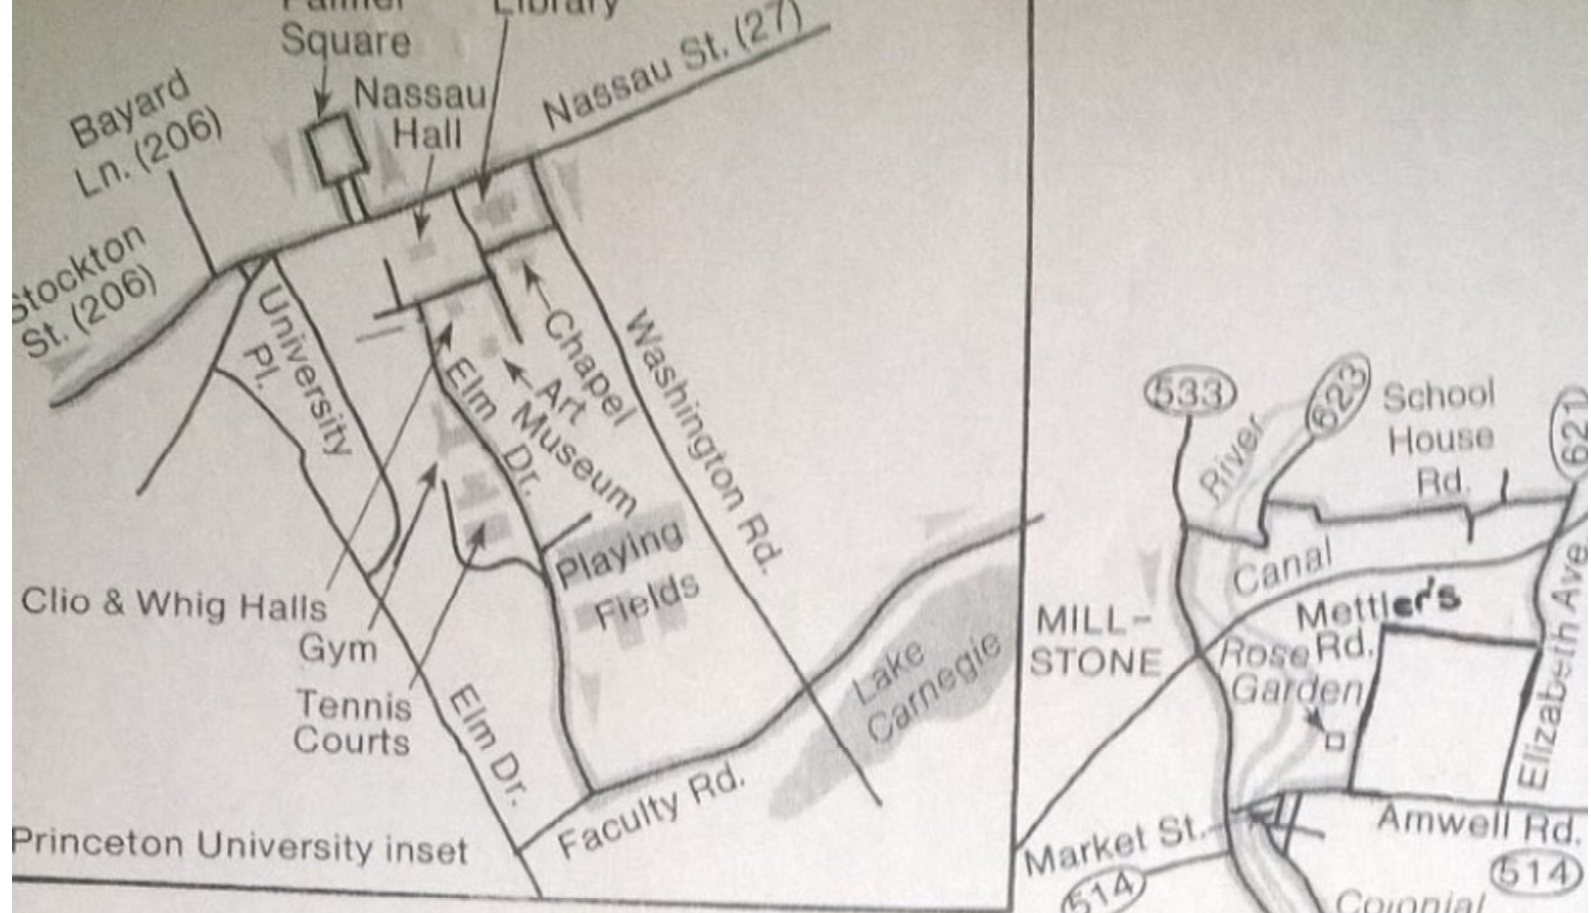 Palmer
Square
Library
Nassau St. (27)
Bayard
Ln. (206)
Nassau
Hall
Stockton
St. (206)
University
Pl.
Chapel
Art
Museum
Elm Dr.
Washington Rd.
Playing
Fields
Clio & Whig Halls
Gym
Tennis
Courts
Elm Dr.
Faculty Rd.
Lake
Carnegie
Princeton University inset
533
623
River
School
House
Rd.
621
Canal
Mettler's
Rd.
MILL-
STONE
Rose
Garden
Elizabeth Ave.
Market St.
514
Amwell Rd.
514
Colonial